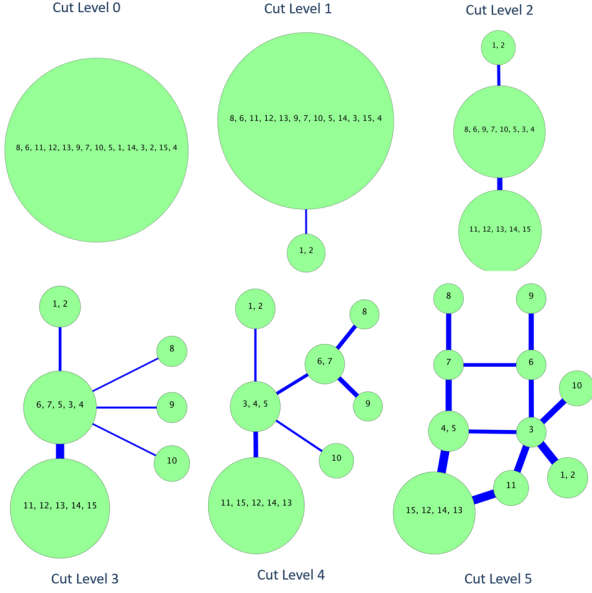 Cut Level 0
Cut Level 1
Cut Level 2
8, 6, 11, 12, 13, 9, 7, 10, 5, 1, 14, 3, 2, 15, 4
8, 6, 11, 12, 13, 9, 7, 10, 5, 14, 3, 15, 4
1, 2
1, 2
8, 6, 9, 7, 10, 5, 3, 4
11, 12, 13, 14, 15
1, 2
8
6, 7, 5, 3, 4
9
10
11, 12, 13, 14, 15
1, 2
8
6, 7
3, 4, 5
9
10
11, 15, 12, 14, 13
8
9
7
6
10
4, 5
3
1, 2
11
15, 12, 14, 13
Cut Level 3
Cut Level 4
Cut Level 5